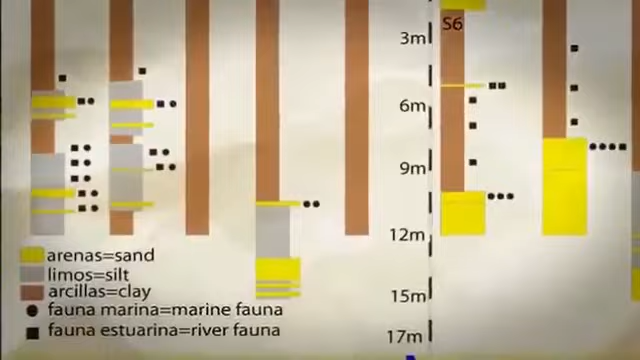 S6
3m
6m
9m
12m
15m
17m
arenas=sand
limos=silt
arcillas=clay
fauna marina=marine fauna
fauna estuarina=river fauna